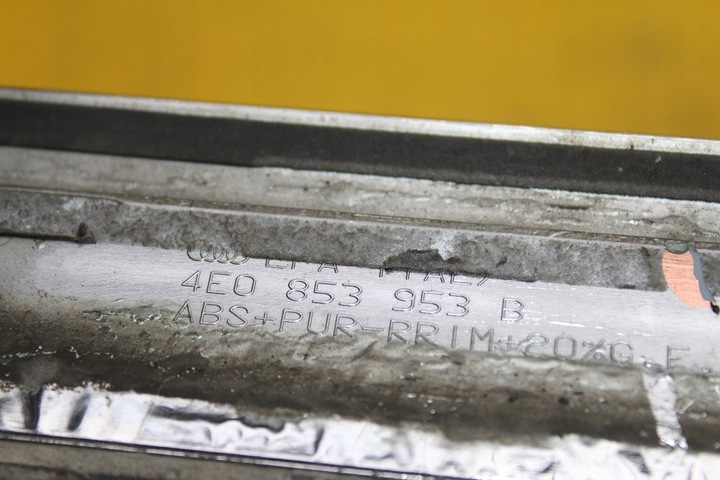 4E0 853 953 B
ABS+PUR-RRIM+20%G.F.